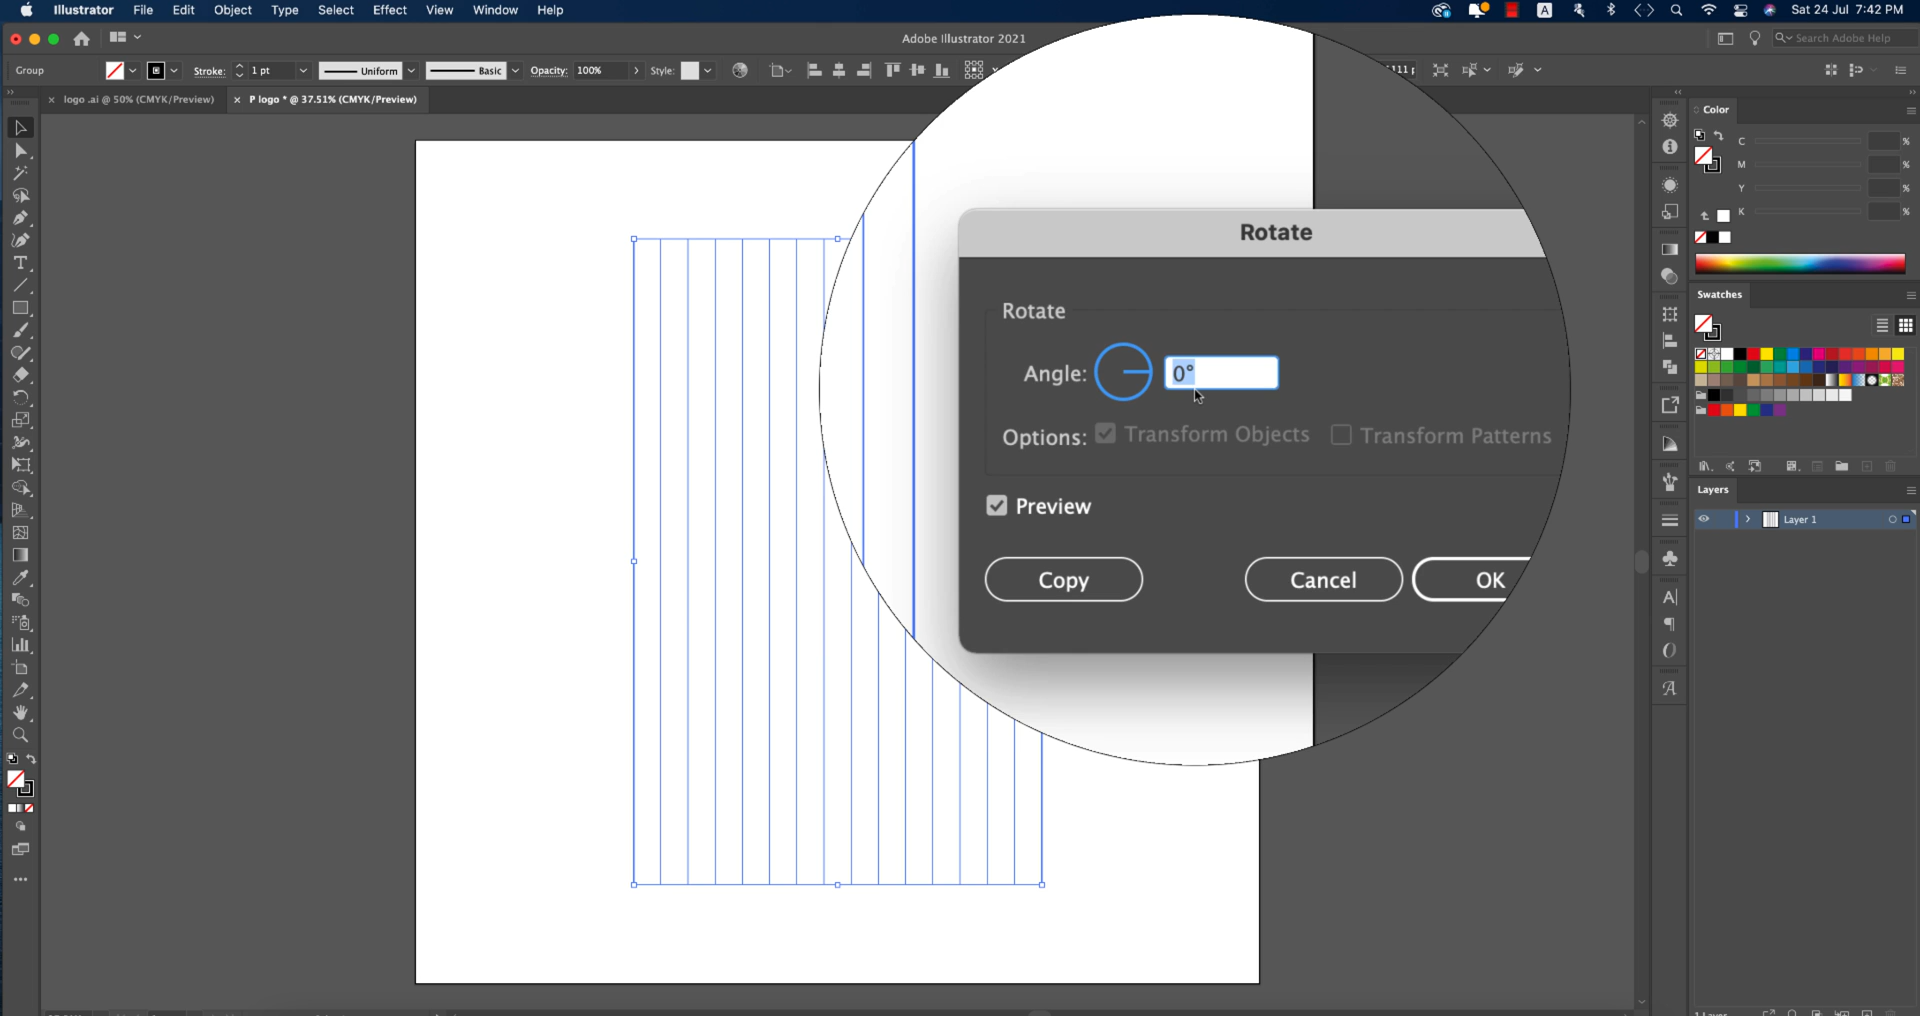 Illustrator File Edit Object Type Select Effect View Window Help
A Sat 24 Jul 7:42 PM
Adobe Illustrator 2021
Search Adobe Help
Group Stroke: 1 pt Uniform Basic Opacity: 100% Style:
× logo .ai @ 50% (CMYK/Preview) × P logo * @ 37.51% (CMYK/Preview)
Color
C %
M %
Y %
K %
Swatches
Layers
Layer 1
Rotate
Rotate
Angle: 0°
Options: Transform Objects Transform Patterns
Preview
Copy Cancel OK